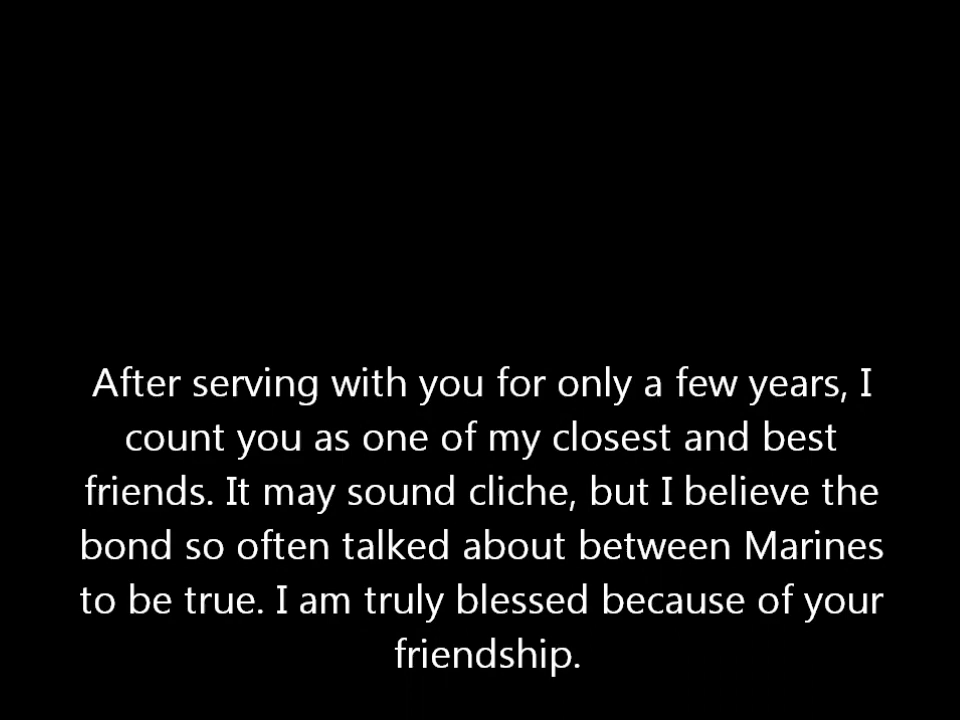 After serving with you for only a few years, I
count you as one of my closest and best
friends. It may sound cliche, but I believe the
bond so often talked about between Marines
to be true. I am truly blessed because of your
friendship.